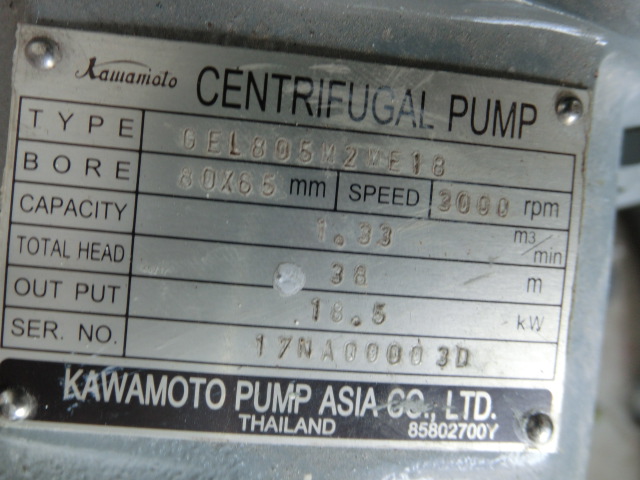 Kawamoto CENTRIFUGAL PUMP
TYPE GEL805M2ME18
BORE 80X65 mm SPEED 3000 rpm
CAPACITY 1.33 m3/min
TOTAL HEAD 38 m
OUT PUT 18.5 kW
SER. NO. 17NA00003D
KAWAMOTO PUMP ASIA CO., LTD.
THAILAND 85802700Y